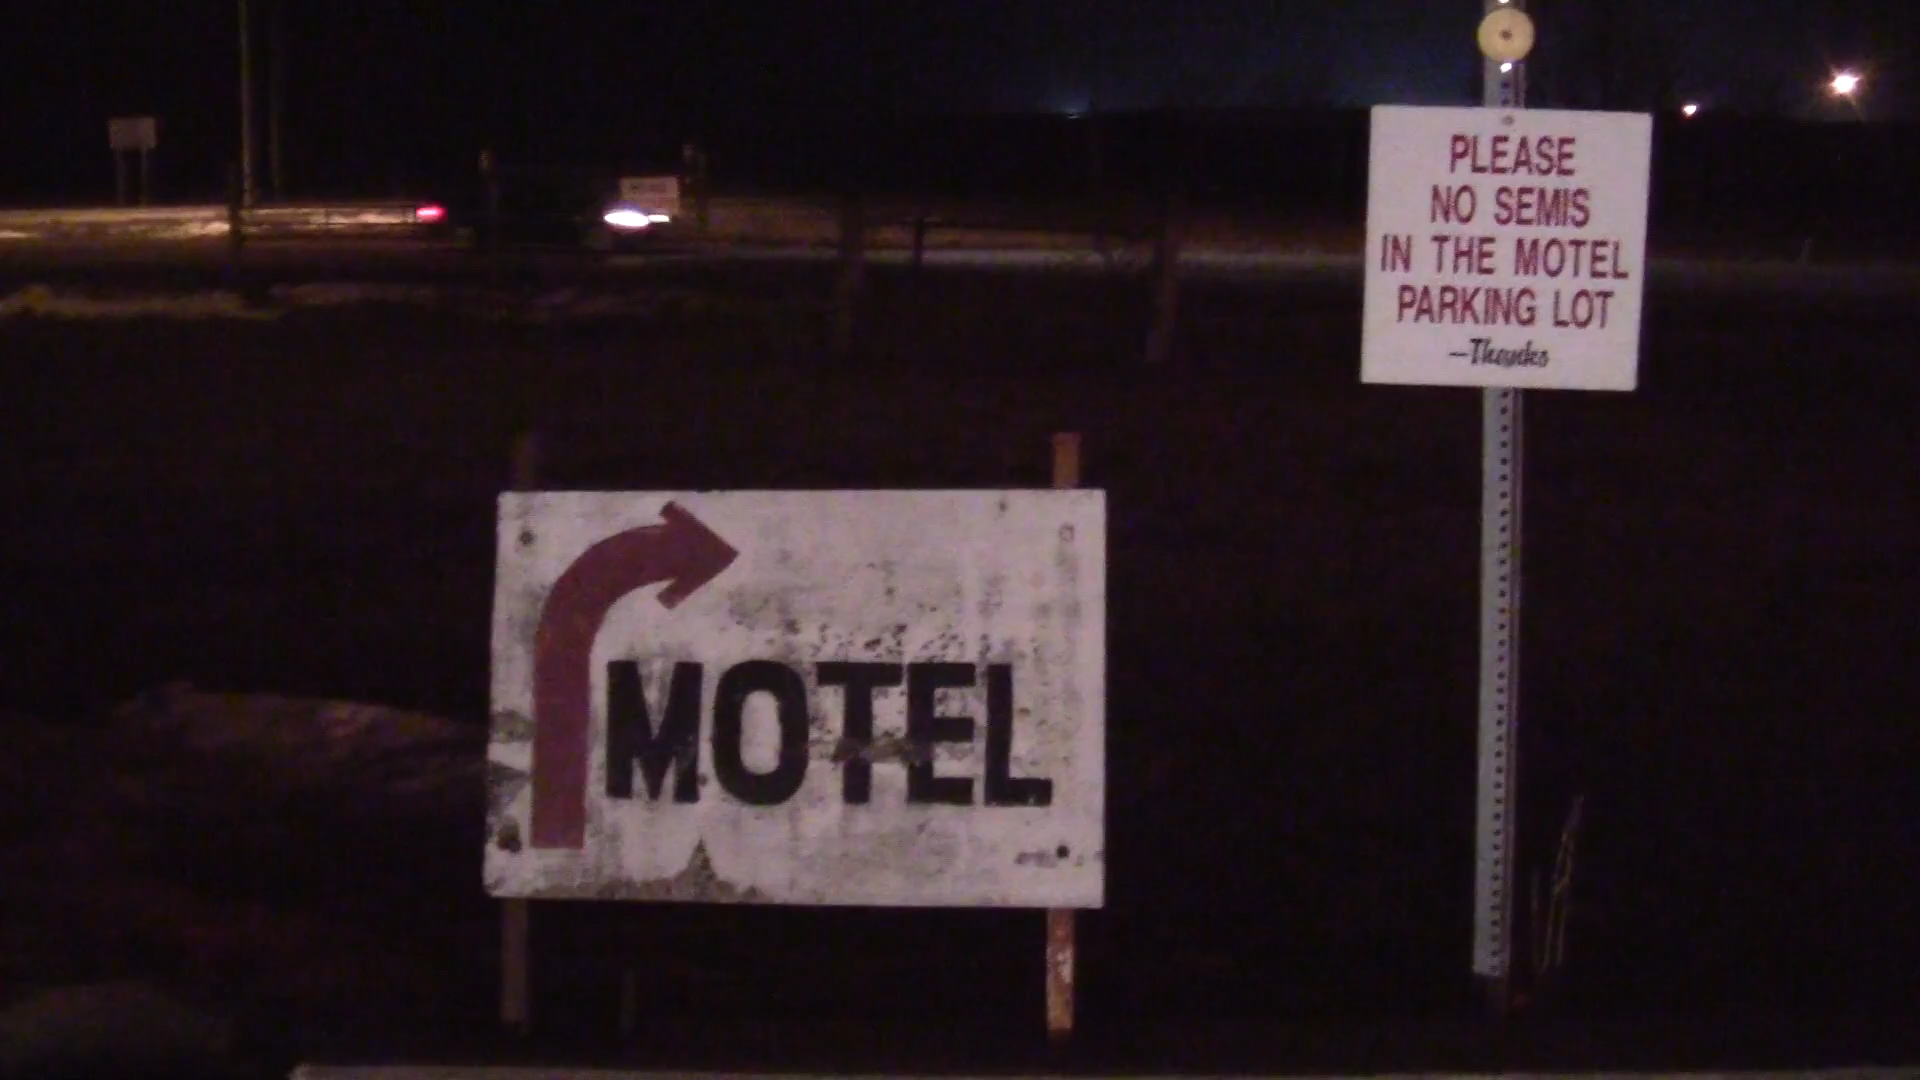 PLEASE
NO SEMIS
IN THE MOTEL
PARKING LOT
—Thanks
MOTEL